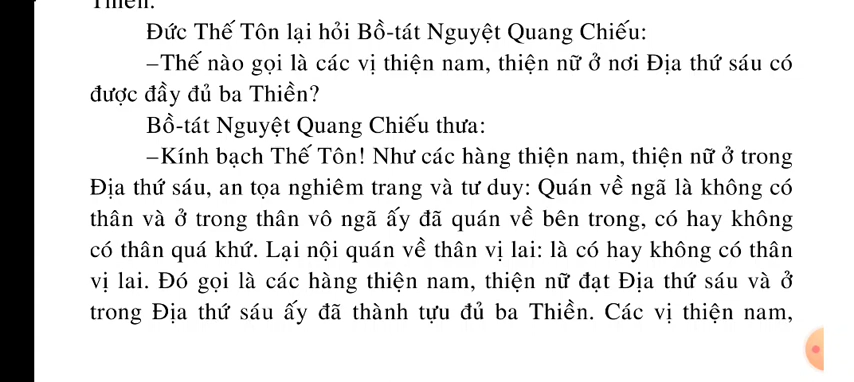 Đức Thế Tôn lại hỏi Bồ-tát Nguyệt Quang Chiếu:
–Thế nào gọi là các vị thiện nam, thiện nữ ở nơi Địa thứ sáu có
được đầy đủ ba Thiền?
Bồ-tát Nguyệt Quang Chiếu thưa:
–Kính bạch Thế Tôn! Như các hàng thiện nam, thiện nữ ở trong
Địa thứ sáu, an tọa nghiêm trang và tư duy: Quán về ngã là không có
thân và ở trong thân vô ngã ấy đã quán về bên trong, có hay không
có thân quá khứ. Lại nội quán về thân vị lai: là có hay không có thân
vị lai. Đó gọi là các hàng thiện nam, thiện nữ đạt Địa thứ sáu và ở
trong Địa thứ sáu ấy đã thành tựu đủ ba Thiền. Các vị thiện nam,